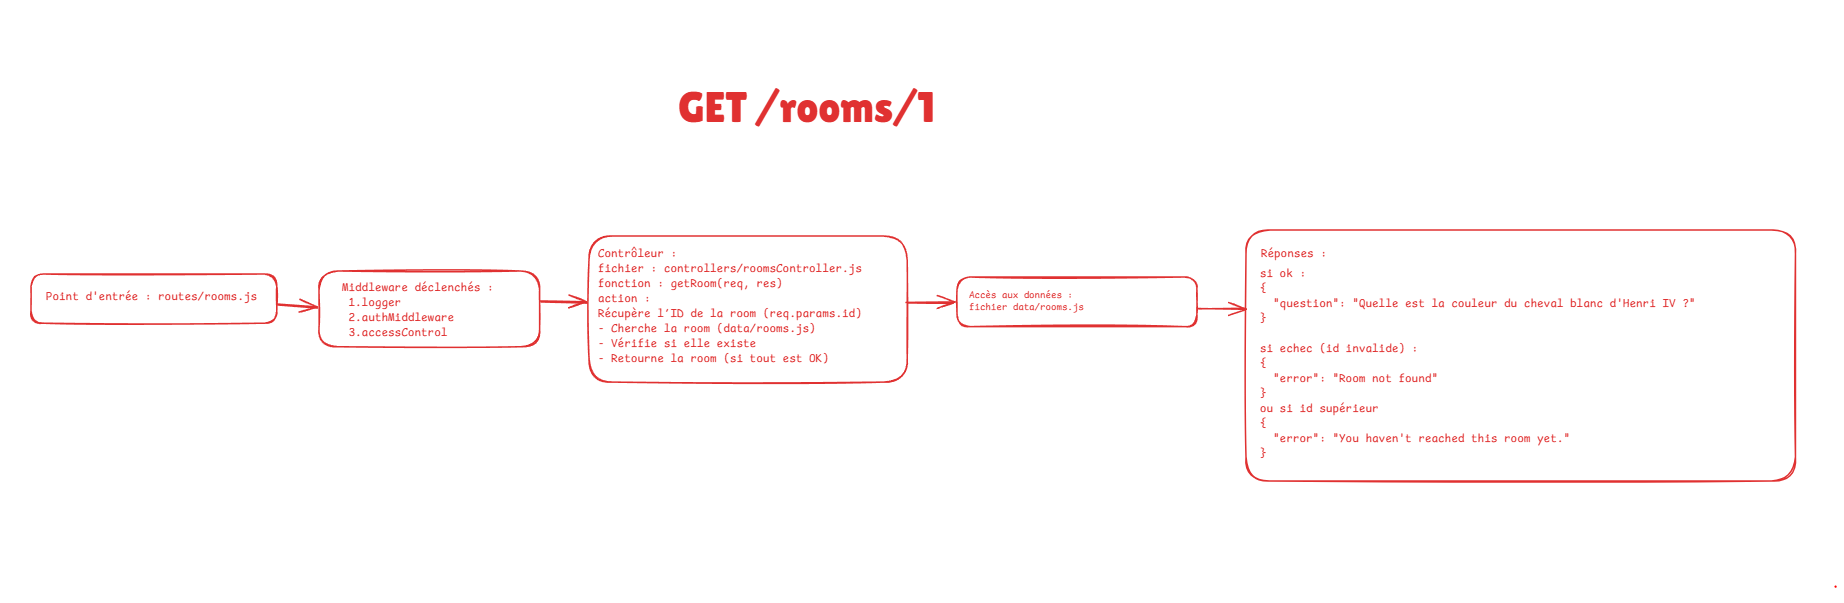 GET /rooms/1
Point d'entrée : routes/rooms.js
Middleware déclenchés :
1.logger
2.authMiddleware
3.accessControl
Contrôleur :
fichier : controllers/roomsController.js
fonction : getRoom(req, res)
action :
Récupère l'ID de la room (req.params.id)
- Cherche la room (data/rooms.js)
- Vérifie si elle existe
- Retourne la room (si tout est OK)
Accès aux données :
fichier data/rooms.js
Réponses :
si ok :
{
"question": "Quelle est la couleur du cheval blanc d'Henri IV ?"
}
si echec (id invalide) :
{
"error": "Room not found"
}
ou si id supérieur
{
"error": "You haven't reached this room yet."
}